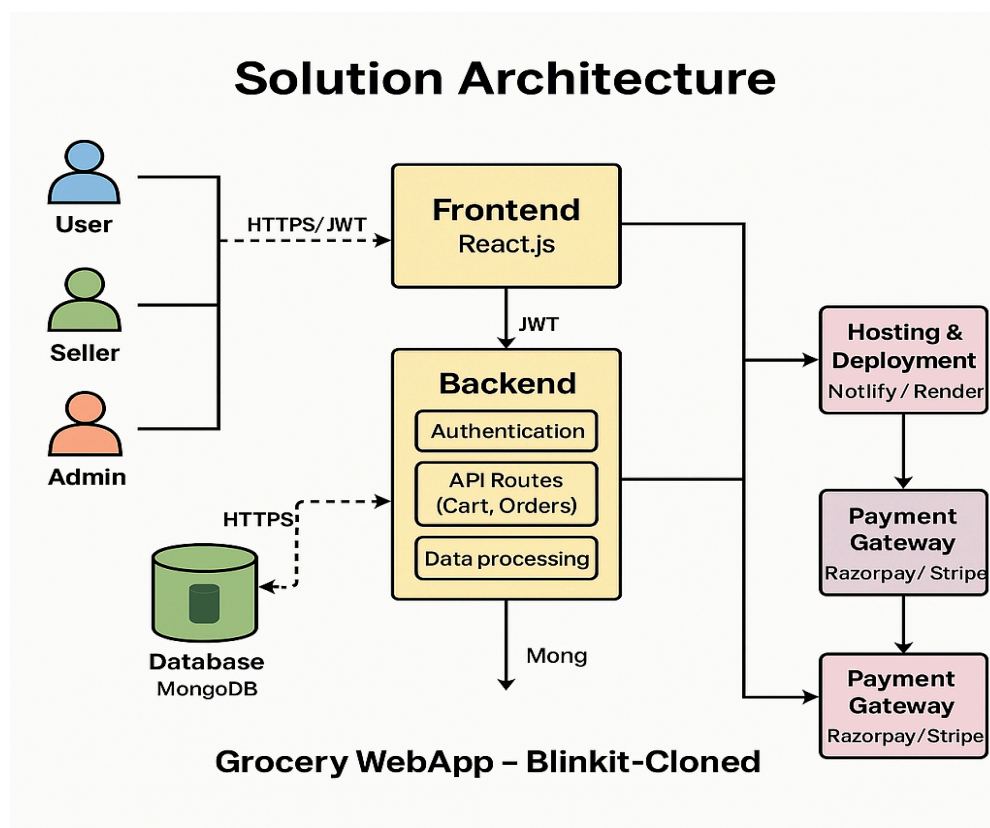 Solution Architecture
User
Seller
Admin
HTTPS/JWT
Frontend
React.js
JWT
Backend
Authentication
API Routes
(Cart, Orders)
Data processing
HTTPS
Database
MongoDB
Mong
Hosting &
Deployment
Notlify / Render
Payment
Gateway
Razorpay/ Stripe
Payment
Gateway
Razorpay/Stripe
Grocery WebApp – Blinkit-Cloned